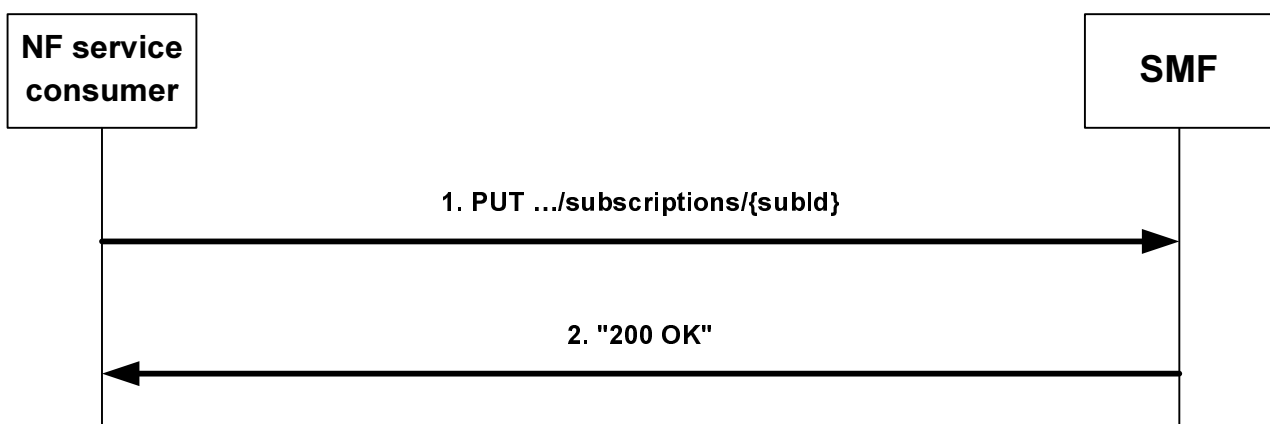 NF service
consumer
SMF
1. PUT …/subscriptions/{subId}
2. "200 OK"